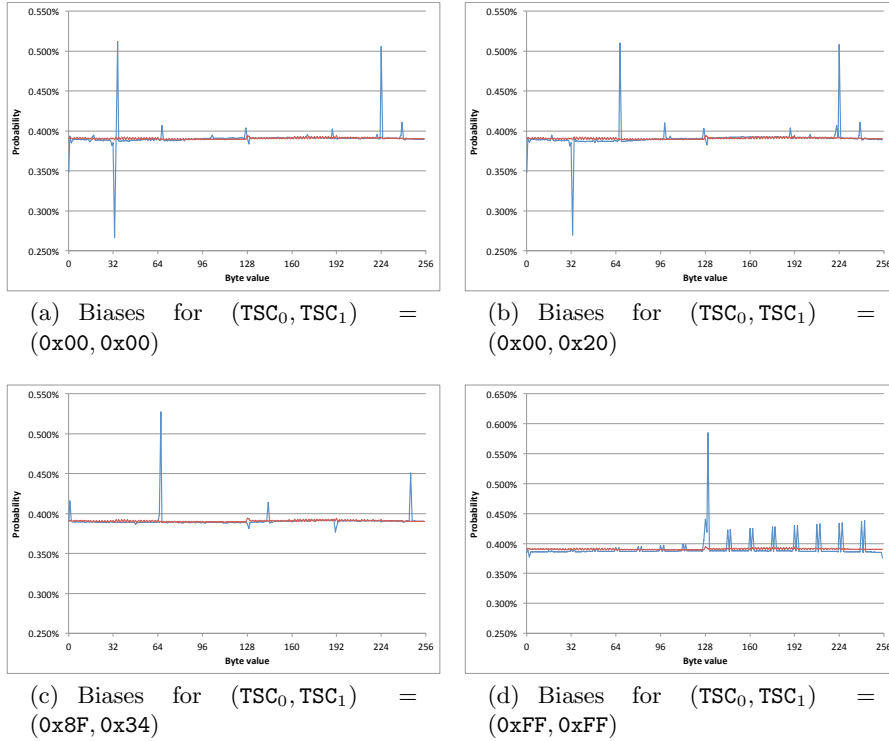 0.550%
0.500%
0.450%
0.400%
0.350%
0.300%
0.250%
Probability
0 32 64 96 128 160 192 224 256
Byte value
(a) Biases for (TSC₀, TSC₁) =
(0x00, 0x00)
0.550%
0.500%
0.450%
0.400%
0.350%
0.300%
0.250%
Probability
0 32 64 96 128 160 192 224 256
Byte value
(b) Biases for (TSC₀, TSC₁) =
(0x00, 0x20)
0.550%
0.500%
0.450%
0.400%
0.350%
0.300%
0.250%
Probability
0 32 64 96 128 160 192 224 256
Byte value
(c) Biases for (TSC₀, TSC₁) =
(0x8F, 0x34)
0.650%
0.600%
0.550%
0.500%
0.450%
0.400%
0.350%
0.300%
0.250%
Probability
0 32 64 96 128 160 192 224 256
Byte value
(d) Biases for (TSC₀, TSC₁) =
(0xFF, 0xFF)